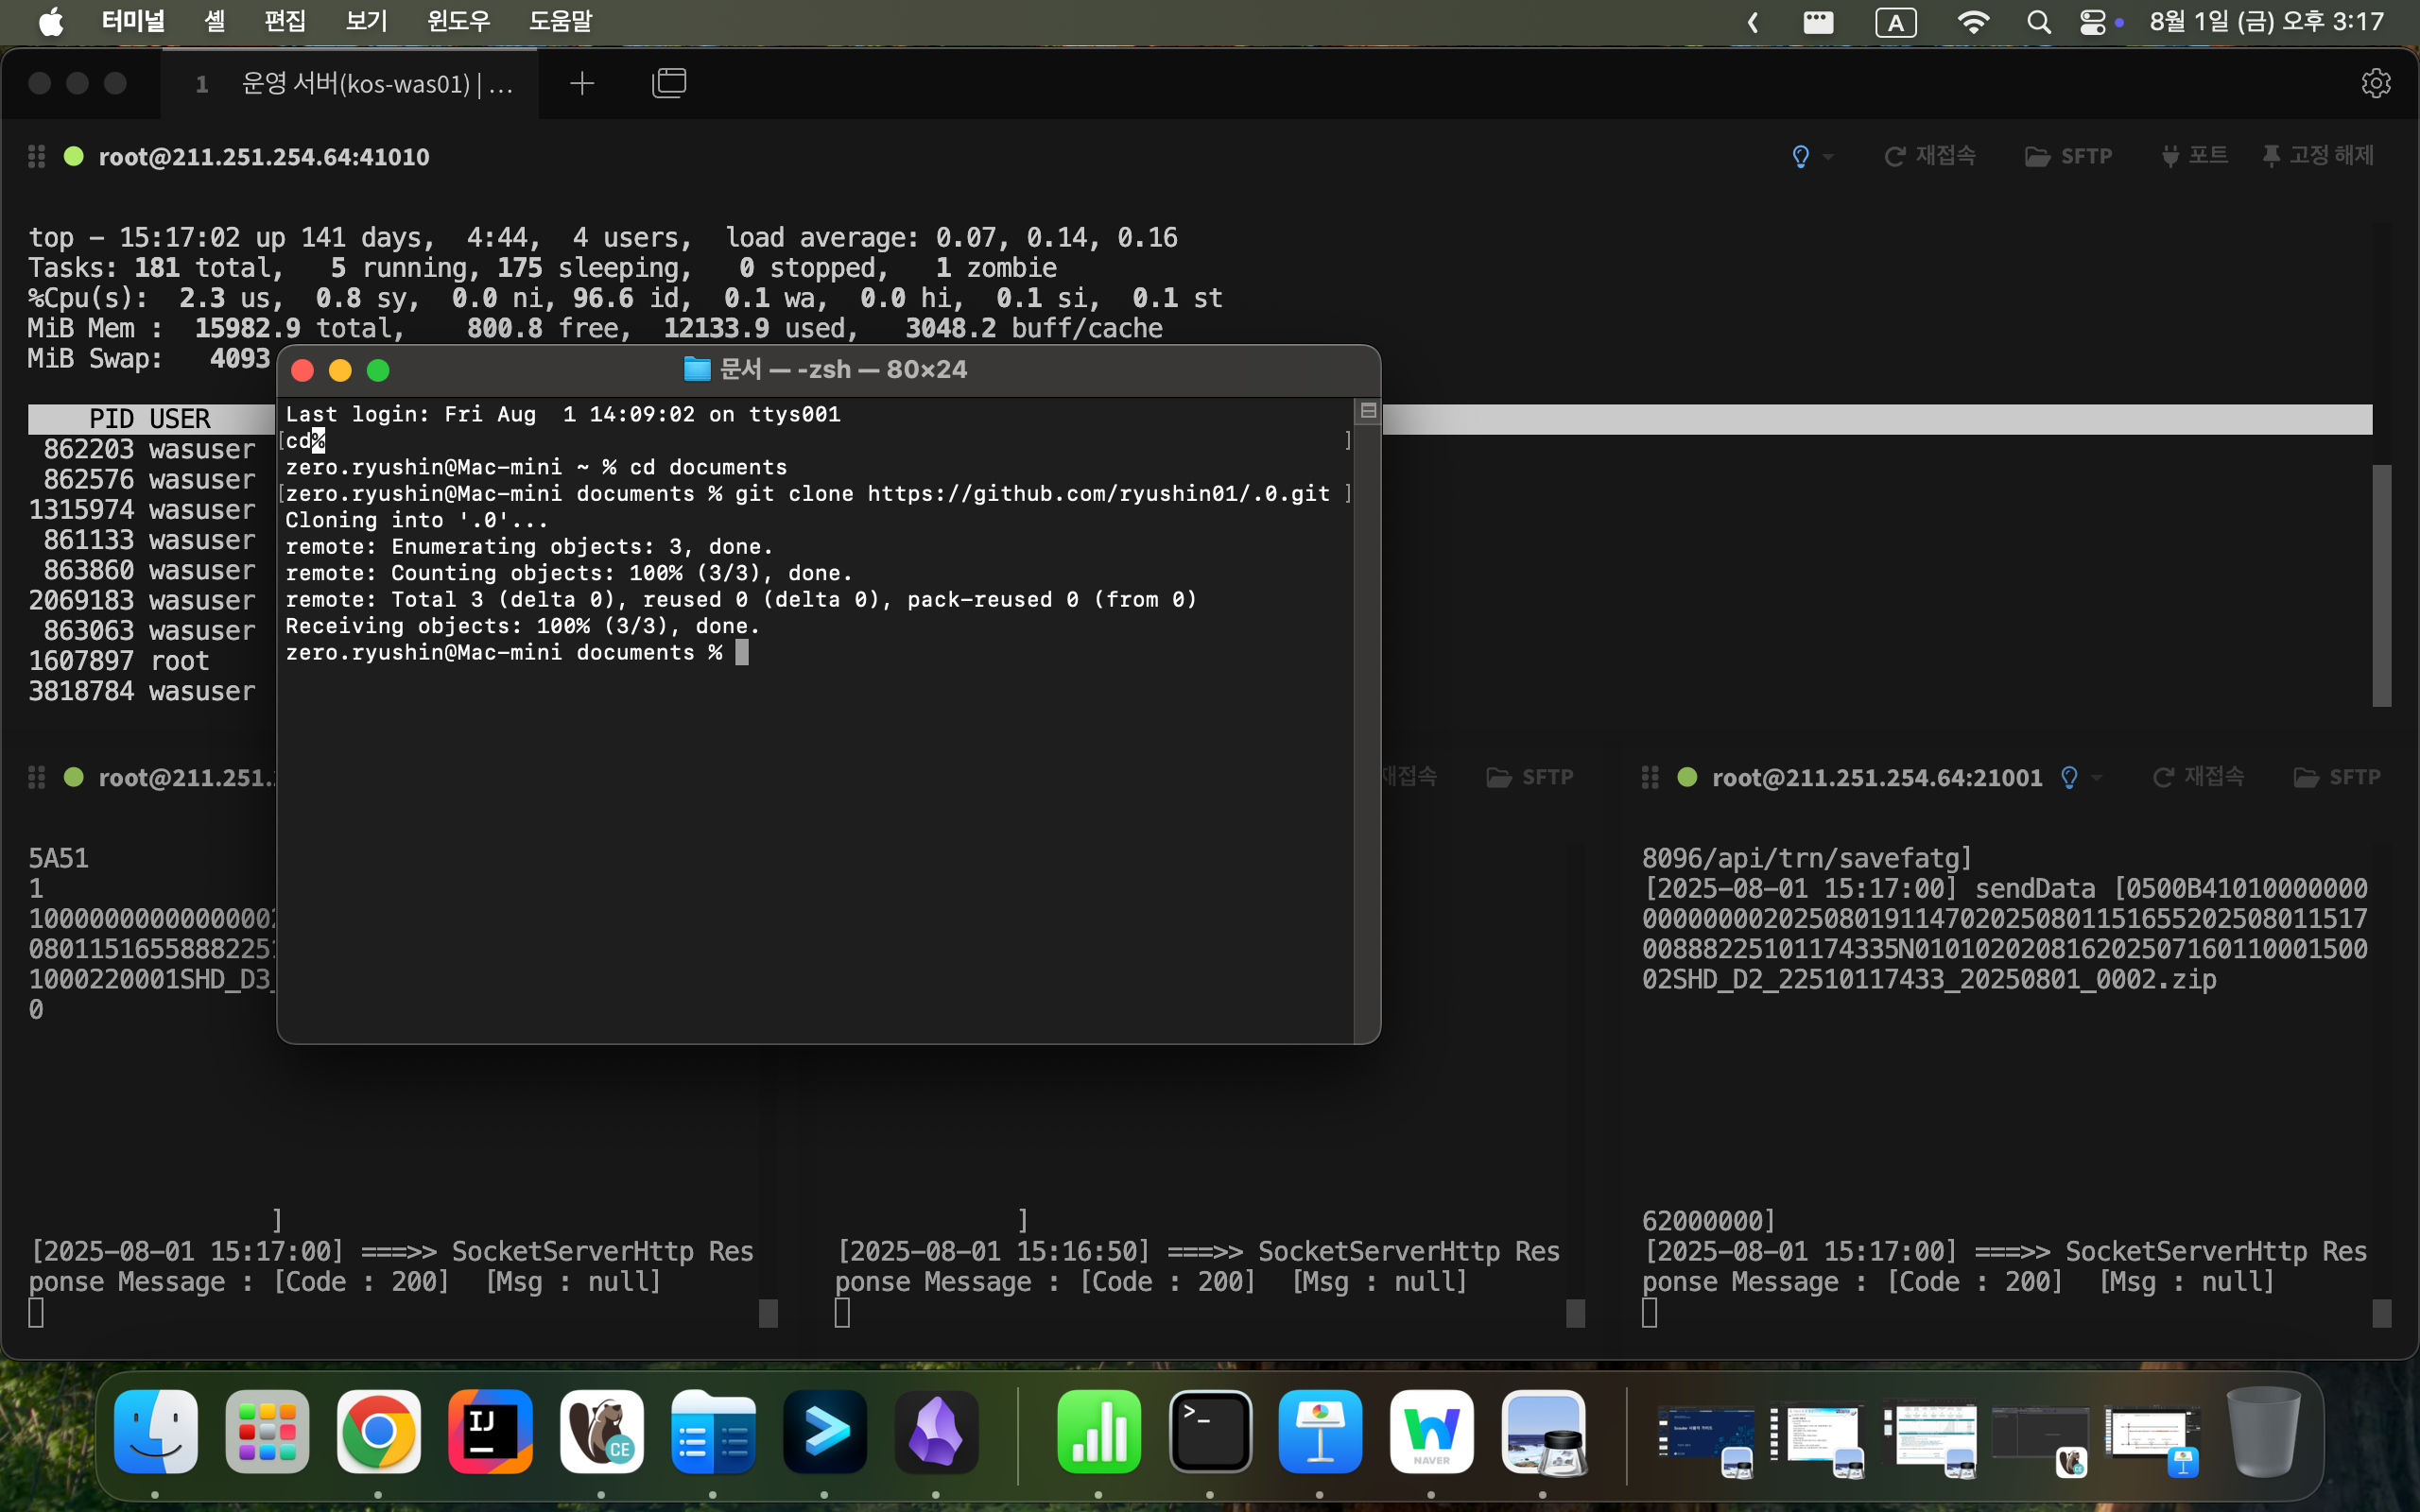 터미널 셸 편집 보기 윈도우 도움말 A 8월 1일 (금) 오후 3:17
1 운영 서버(kos-was01) | ...
root@211.251.254.64:41010 재접속 SFTP 포트 고정 해제
top - 15:17:02 up 141 days, 4:44, 4 users, load average: 0.07, 0.14, 0.16
Tasks: 181 total, 5 running, 175 sleeping, 0 stopped, 1 zombie
%Cpu(s): 2.3 us, 0.8 sy, 0.0 ni, 96.6 id, 0.1 wa, 0.0 hi, 0.1 si, 0.1 st
MiB Mem : 15982.9 total, 800.8 free, 12133.9 used, 3048.2 buff/cache
MiB Swap: 4093
PID USER
862203 wasuser
862576 wasuser
1315974 wasuser
861133 wasuser
863860 wasuser
2069183 wasuser
863063 wasuser
1607897 root
3818784 wasuser
문서 — -zsh — 80×24
Last login: Fri Aug 1 14:09:02 on ttys001
[cd% ]
zero.ryushin@Mac-mini ~ % cd documents
[zero.ryushin@Mac-mini documents % git clone https://github.com/ryushin01/.0.git ]
Cloning into '.0'...
remote: Enumerating objects: 3, done.
remote: Counting objects: 100% (3/3), done.
remote: Total 3 (delta 0), reused 0 (delta 0), pack-reused 0 (from 0)
Receiving objects: 100% (3/3), done.
zero.ryushin@Mac-mini documents %
root@211.251.
5A51
1
10000000000000002
08011516558882251
1000220001SHD_D3_
0
]
[2025-08-01 15:17:00] ===>> SocketServerHttp Res
ponse Message : [Code : 200] [Msg : null]
재접속 SFTP
]
[2025-08-01 15:16:50] ===>> SocketServerHttp Res
ponse Message : [Code : 200] [Msg : null]
root@211.251.254.64:21001 재접속 SFTP
8096/api/trn/savefatg]
[2025-08-01 15:17:00] sendData [0500B41010000000
000000002025080191147020250801151655202508011517
00888225101174335N010102020816202507160110001500
02SHD_D2_22510117433_20250801_0002.zip
62000000]
[2025-08-01 15:17:00] ===>> SocketServerHttp Res
ponse Message : [Code : 200] [Msg : null]
IJ
CE
>_
NAVER
CE